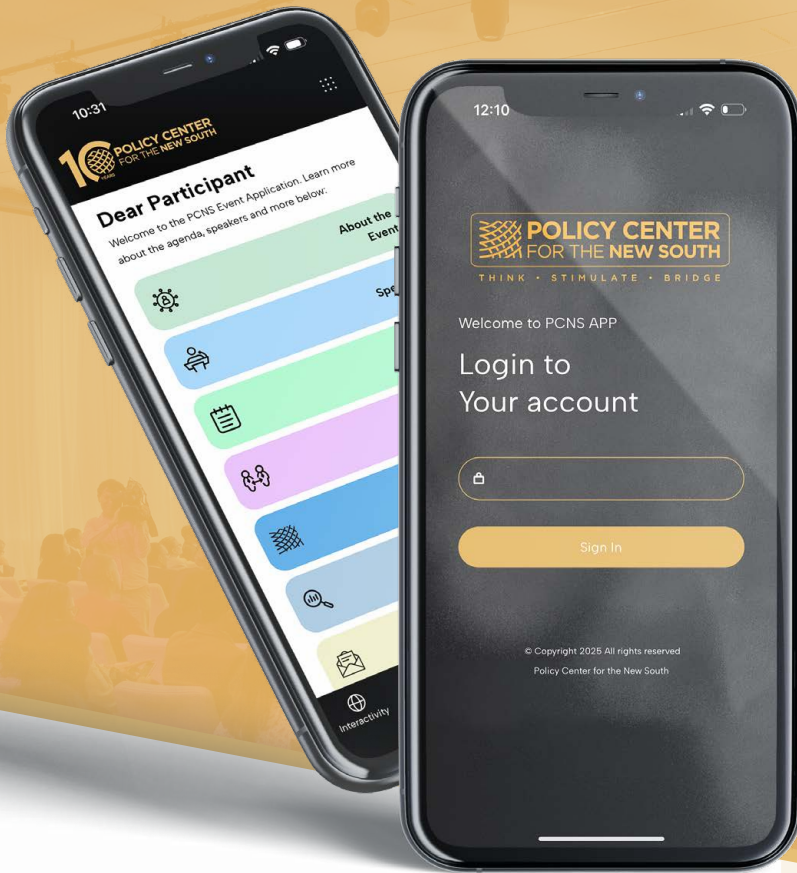 10:31
10 YEARS
POLICY CENTER
FOR THE NEW SOUTH
Dear Participant
Welcome to the PCNS Event Application. Learn more
about the agenda, speakers and more below:
About the
Event
Interactivity
12:10
POLICY CENTER
FOR THE NEW SOUTH
THINK • STIMULATE • BRIDGE
Welcome to PCNS APP
Login to
Your account
Sign In
© Copyright 2025 All rights reserved
Policy Center for the New South